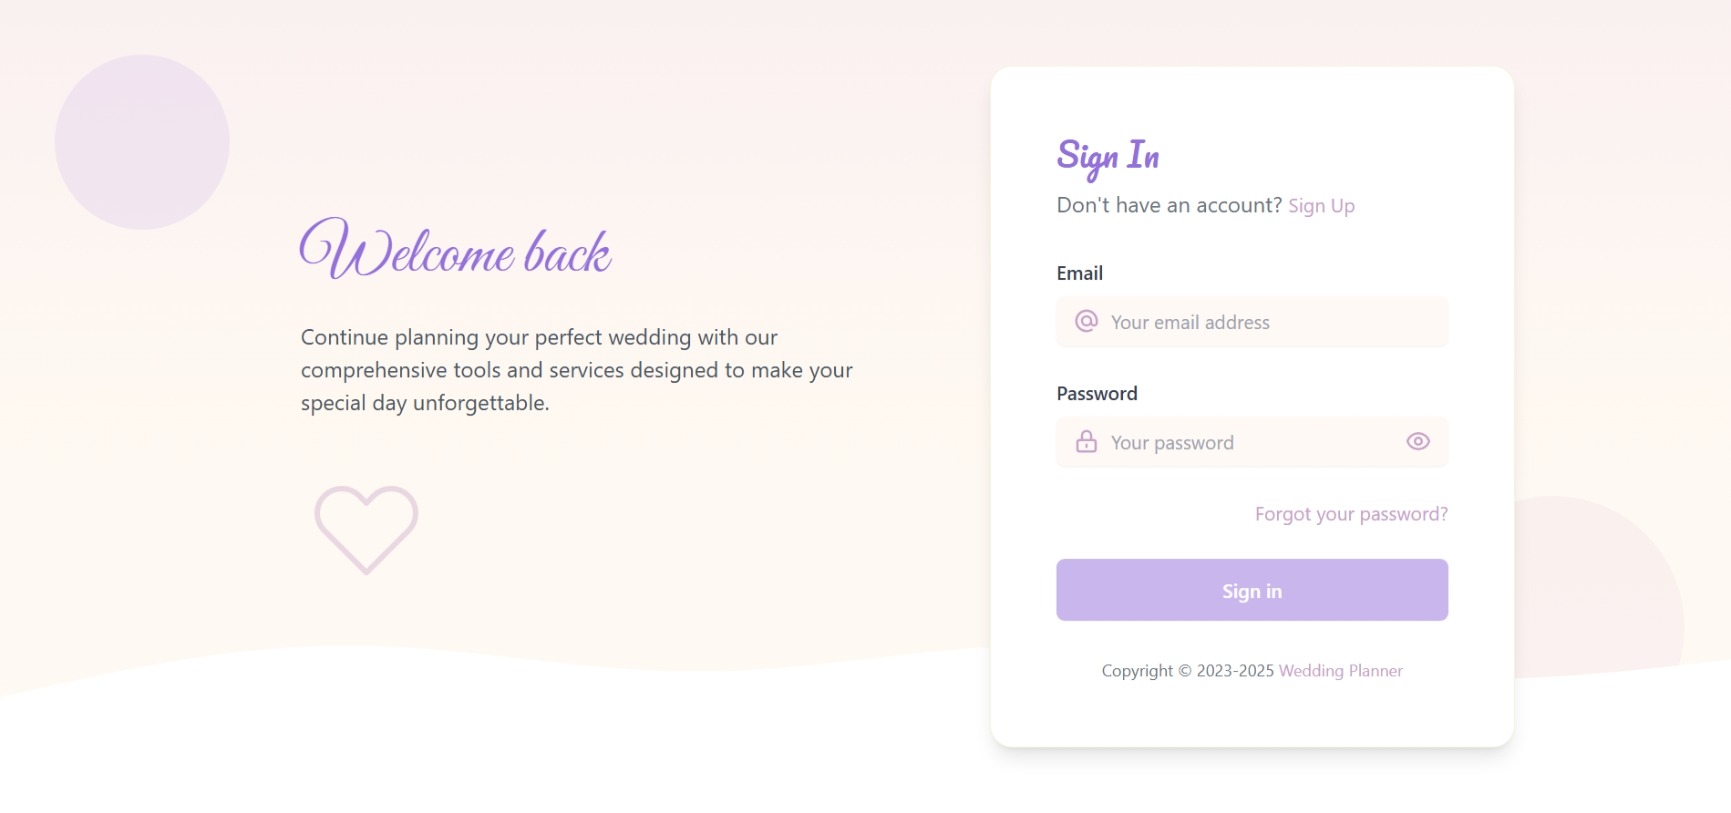 Welcome back
Continue planning your perfect wedding with our
comprehensive tools and services designed to make your
special day unforgettable.
Sign In
Don't have an account? Sign Up
Email
Your email address
Password
Your password
Forgot your password?
Sign in
Copyright © 2023-2025 Wedding Planner